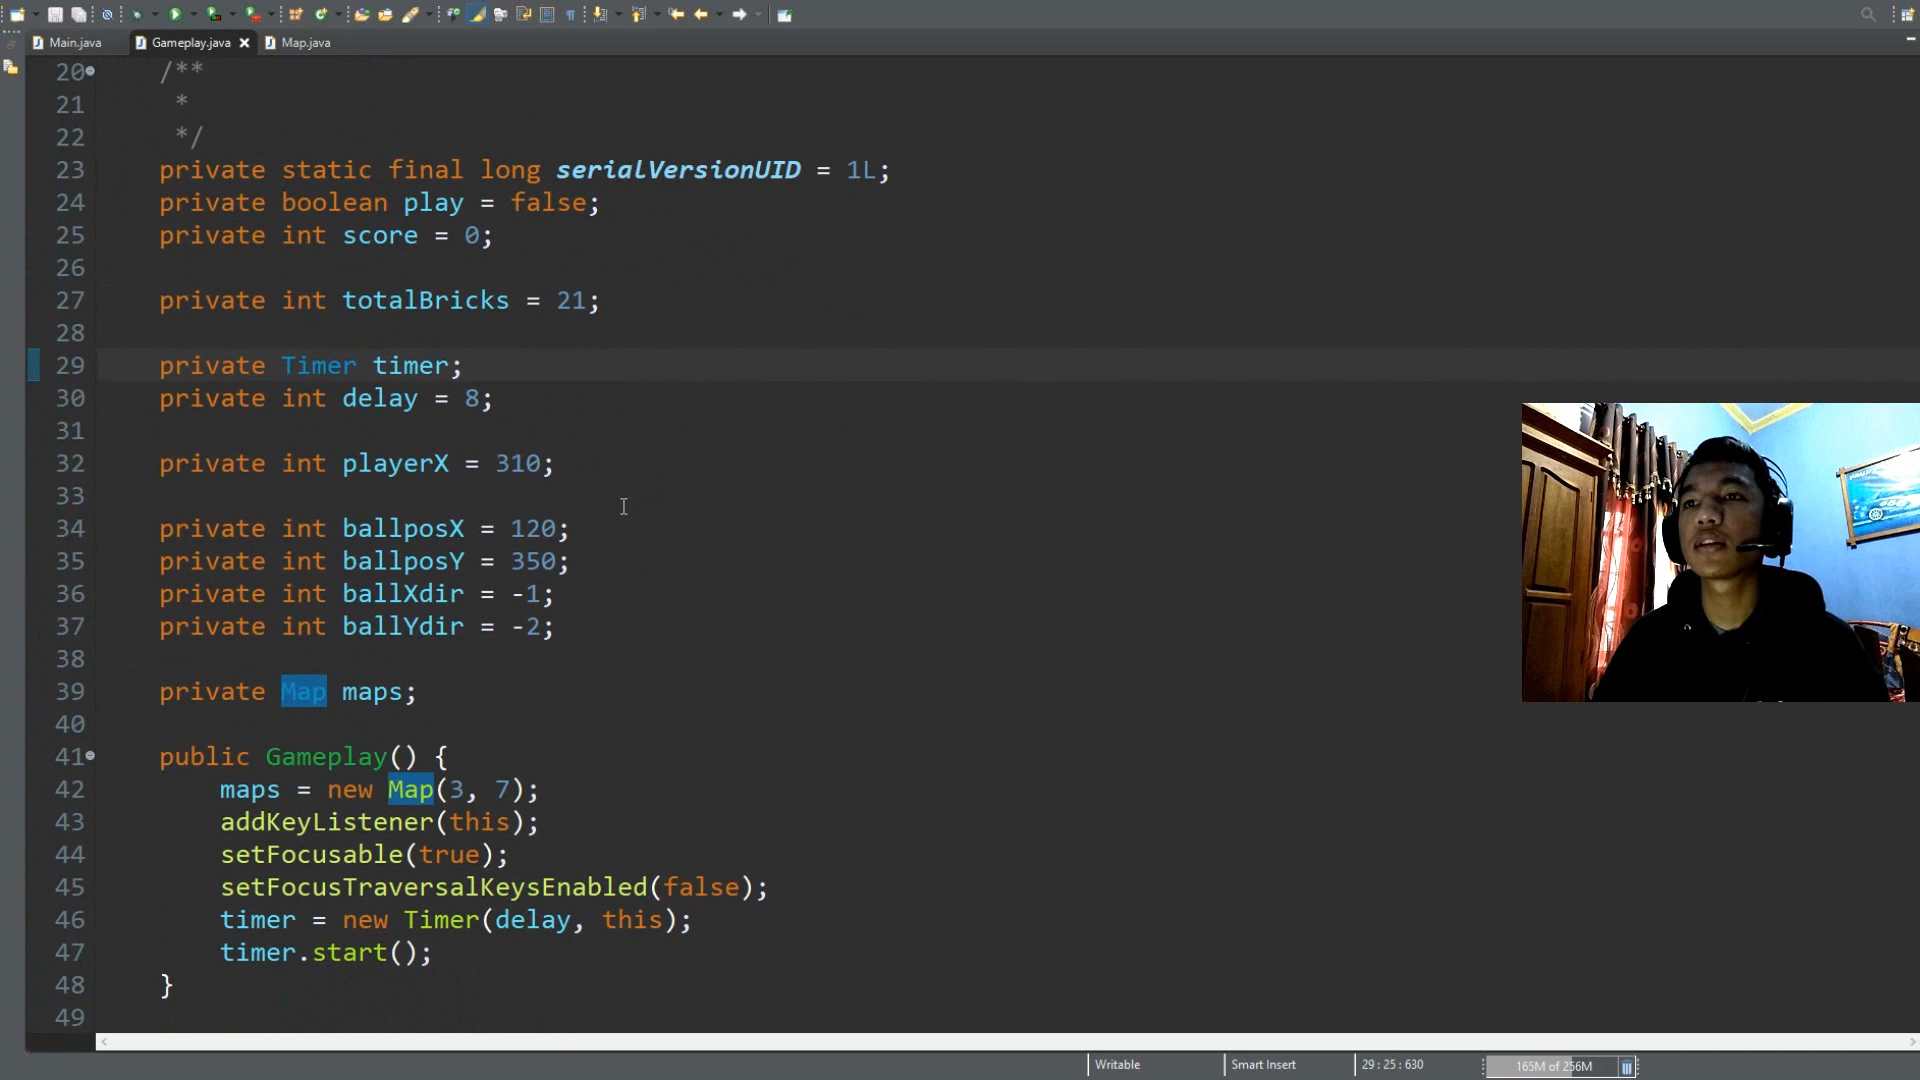 Main.java Gameplay.java Map.java
20 /**
21 *
22 */
23 private static final long serialVersionUID = 1L;
24 private boolean play = false;
25 private int score = 0;
26
27 private int totalBricks = 21;
28
29 private Timer timer;
30 private int delay = 8;
31
32 private int playerX = 310;
33
34 private int ballposX = 120;
35 private int ballposY = 350;
36 private int ballXdir = -1;
37 private int ballYdir = -2;
38
39 private Map maps;
40
41 public Gameplay() {
42 maps = new Map(3, 7);
43 addKeyListener(this);
44 setFocusable(true);
45 setFocusTraversalKeysEnabled(false);
46 timer = new Timer(delay, this);
47 timer.start();
48 }
49
Writable Smart Insert 29 : 25 : 630 165M of 256M